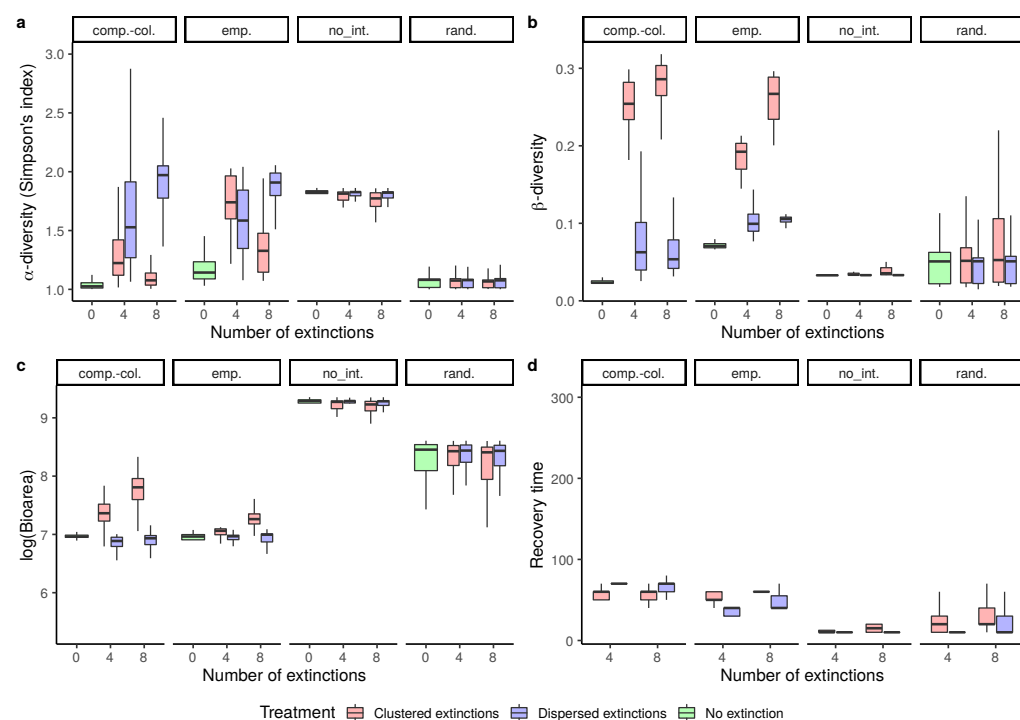 a
comp.-col. emp. no_int. rand.
α-diversity (Simpson's index)
3.0
2.5
2.0
1.5
1.0
0 4 8 0 4 8 0 4 8 0 4 8
Number of extinctions
b
comp.-col. emp. no_int. rand.
β-diversity
0.3
0.2
0.1
0.0
0 4 8 0 4 8 0 4 8 0 4 8
Number of extinctions
c
comp.-col. emp. no_int. rand.
log(Bioarea)
9
8
7
6
0 4 8 0 4 8 0 4 8 0 4 8
Number of extinctions
d
comp.-col. emp. no_int. rand.
Recovery time
300
200
100
0
4 8 4 8 4 8 4 8
Number of extinctions
Treatment Clustered extinctions Dispersed extinctions No extinction